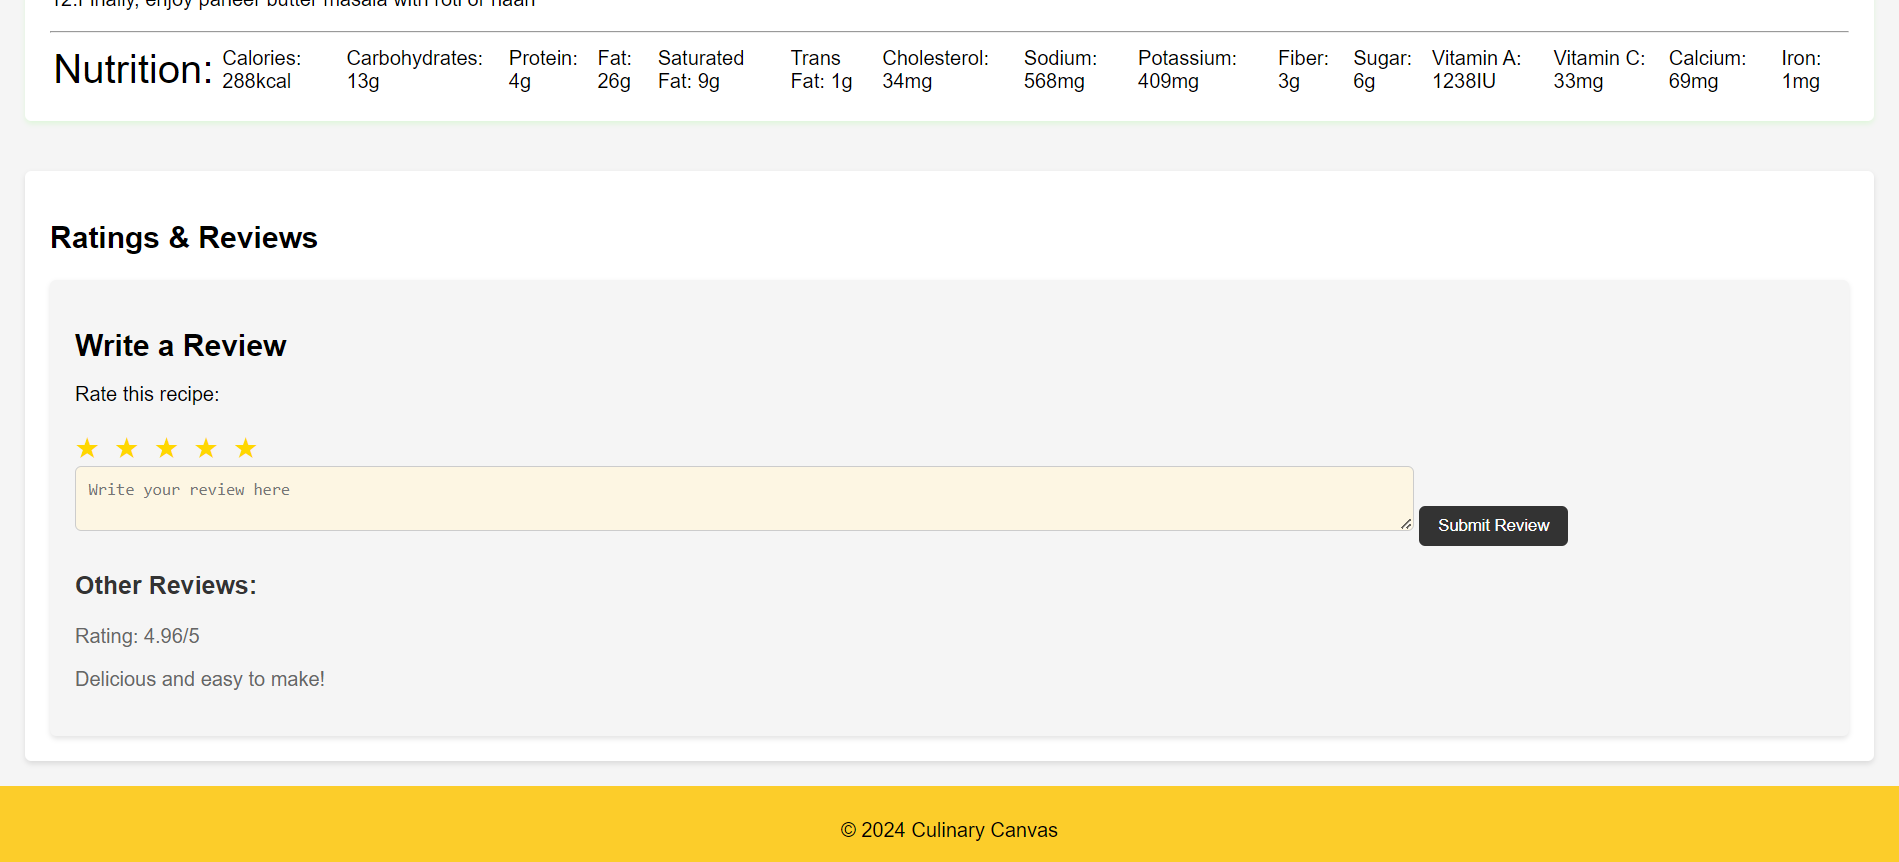 12.Finally, enjoy paneer butter masala with roti or naan
Nutrition: Calories: 288kcal Carbohydrates: 13g Protein: 4g Fat: 26g Saturated Fat: 9g Trans Fat: 1g Cholesterol: 34mg Sodium: 568mg Potassium: 409mg Fiber: 3g Sugar: 6g Vitamin A: 1238IU Vitamin C: 33mg Calcium: 69mg Iron: 1mg
Ratings & Reviews
Write a Review
Rate this recipe:
★ ★ ★ ★ ★
Write your review here
Submit Review
Other Reviews:
Rating: 4.96/5
Delicious and easy to make!
© 2024 Culinary Canvas